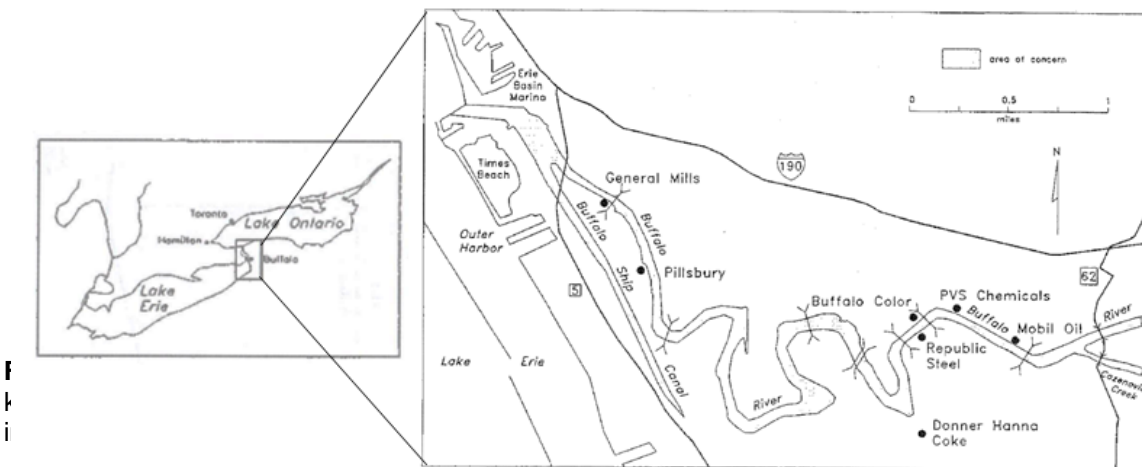 Toronto
Lake Ontario
Hamilton
Buffalo
Lake
Erie
F
k
Erie
Basin
Marina
area of concern
0
0.5
1
miles
N
190
Times
Beach
General Mills
Outer
Harbor
Buffalo
Ship
Canal
Buffalo
River
5
Pillsbury
62
Buffalo Color
PVS Chemicals
Buffalo
River
Mobil Oil
Republic
Steel
Cazenovia
Creek
Lake Erie
Donner Hanna
Coke